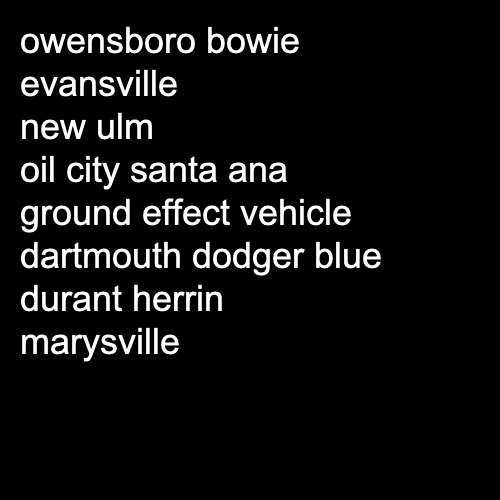 owensboro bowie
evansville
new ulm
oil city santa ana
ground effect vehicle
dartmouth dodger blue
durant herrin
marysville